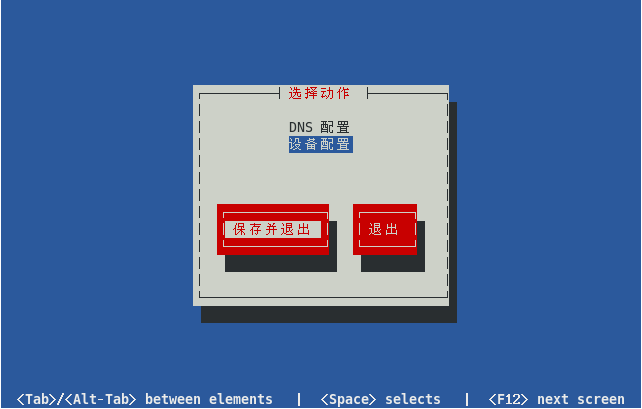 选择动作
DNS 配置
设备配置
保存并退出 退出
<Tab>/<Alt-Tab> between elements | <Space> selects | <F12> next screen